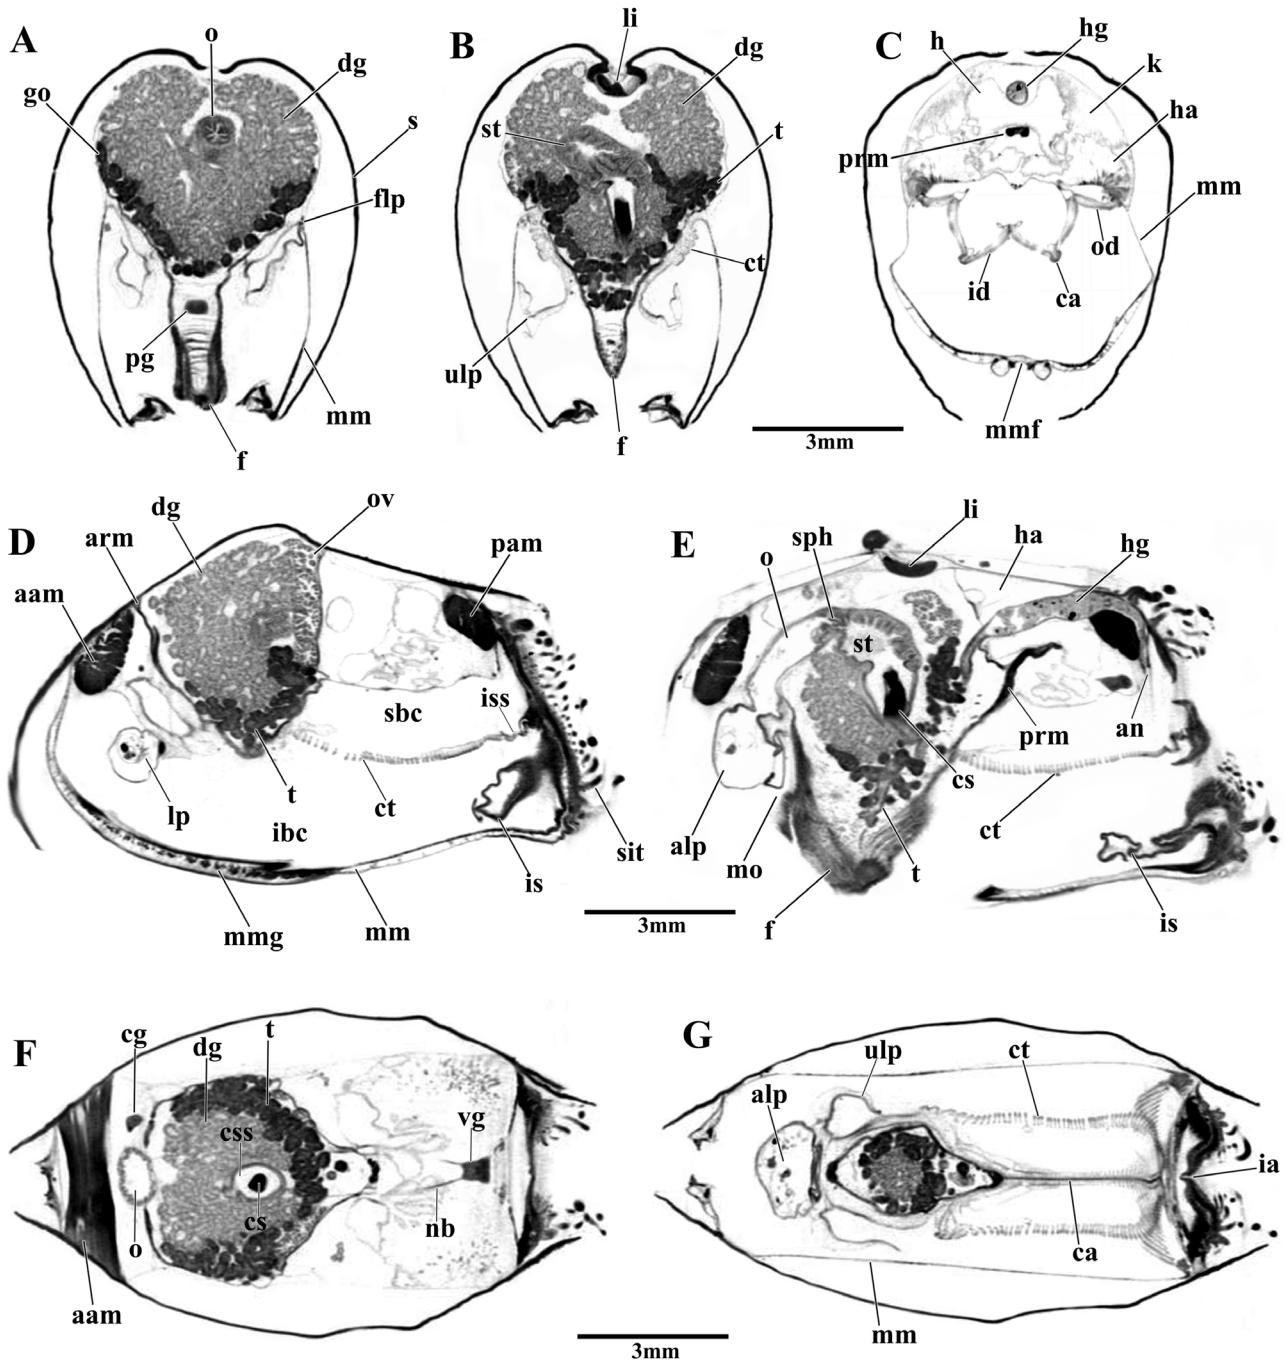 A
o
dg
go
s
flp
pg
mm
f
B
li
dg
st
t
ct
ulp
f
C
h
hg
k
ha
prm
mm
od
id
ca
mmf
3mm
D
dg
ov
arm
pam
aam
iss
sbc
lp
t
ct
ibc
sit
is
mmg
mm
E
li
sph
ha
o
hg
st
prm
an
cs
ct
alp
mo
t
f
is
3mm
F
cg
dg
t
css
vg
cs
nb
o
aam
G
ulp
ct
alp
ia
ca
mm
3mm